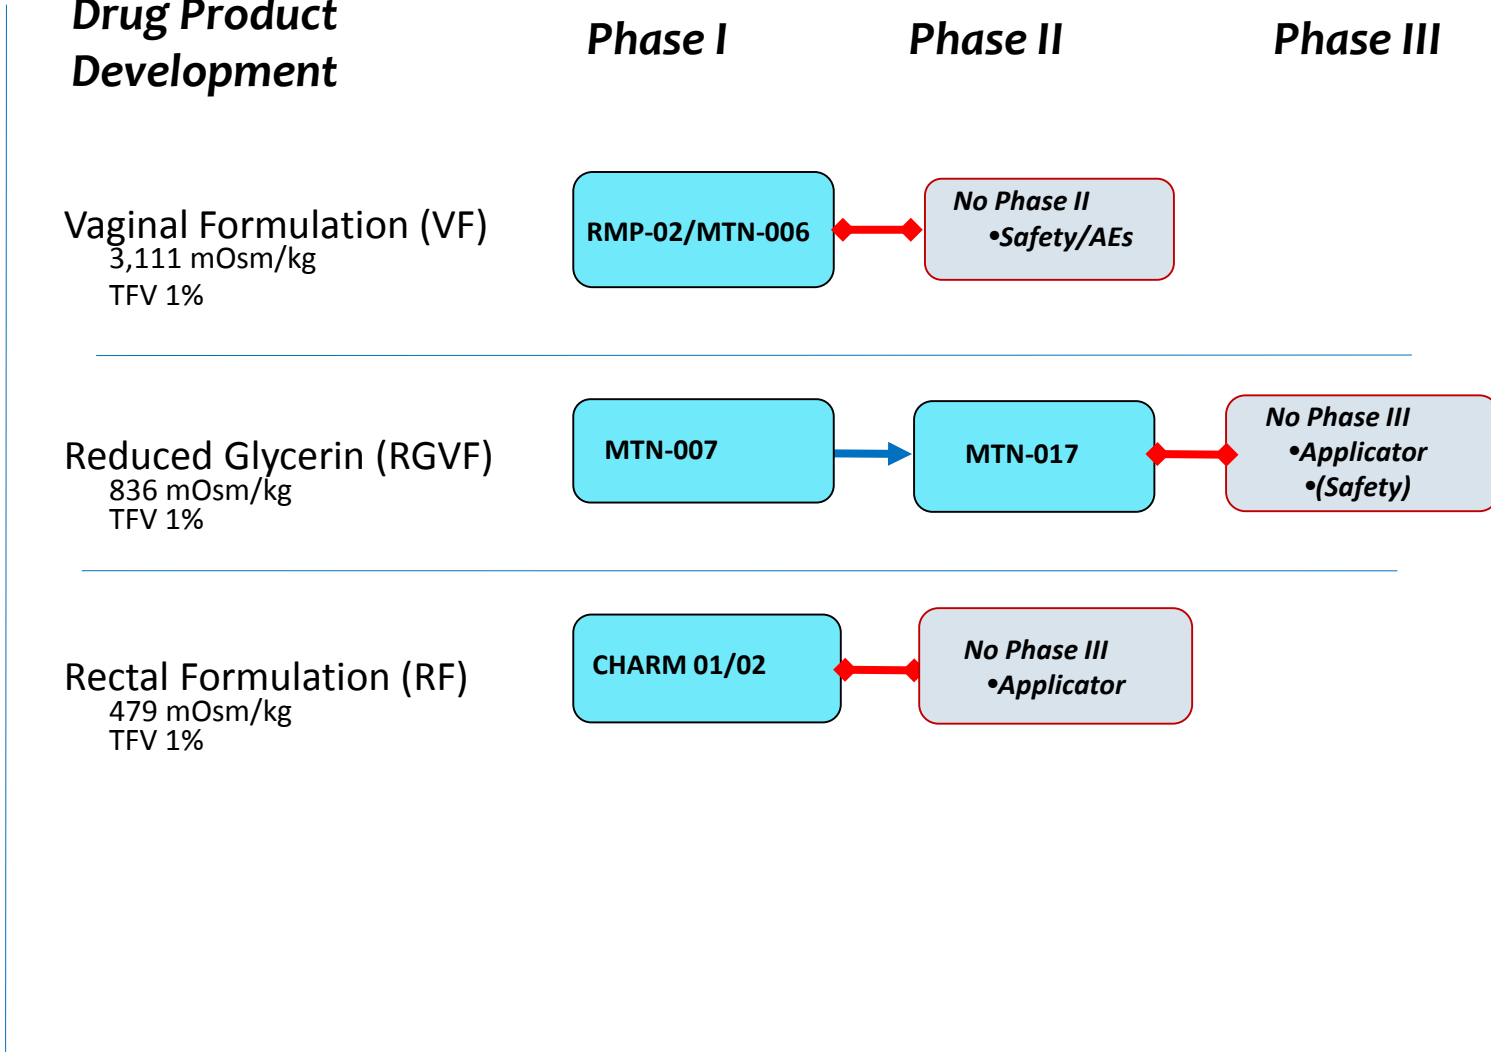 Drug Product
Development
Phase I
Phase II
Phase III
Vaginal Formulation (VF)
3,111 mOsm/kg
TFV 1%
RMP-02/MTN-006
No Phase II
•Safety/AEs
Reduced Glycerin (RGVF)
836 mOsm/kg
TFV 1%
MTN-007
MTN-017
No Phase III
•Applicator
•(Safety)
Rectal Formulation (RF)
479 mOsm/kg
TFV 1%
CHARM 01/02
No Phase III
•Applicator